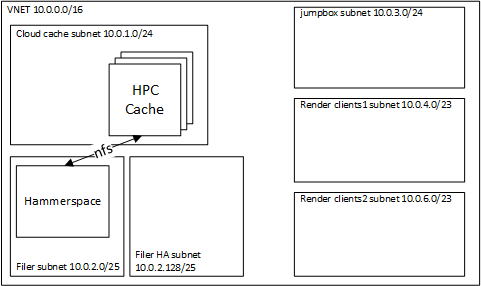 VNET 10.0.0.0/16
Cloud cache subnet 10.0.1.0/24
HPC
Cache
nfs
Hammerspace
Filer subnet 10.0.2.0/25
Filer HA subnet
10.0.2.128/25
jumpbox subnet 10.0.3.0/24
Render clients1 subnet 10.0.4.0/23
Render clients2 subnet 10.0.6.0/23